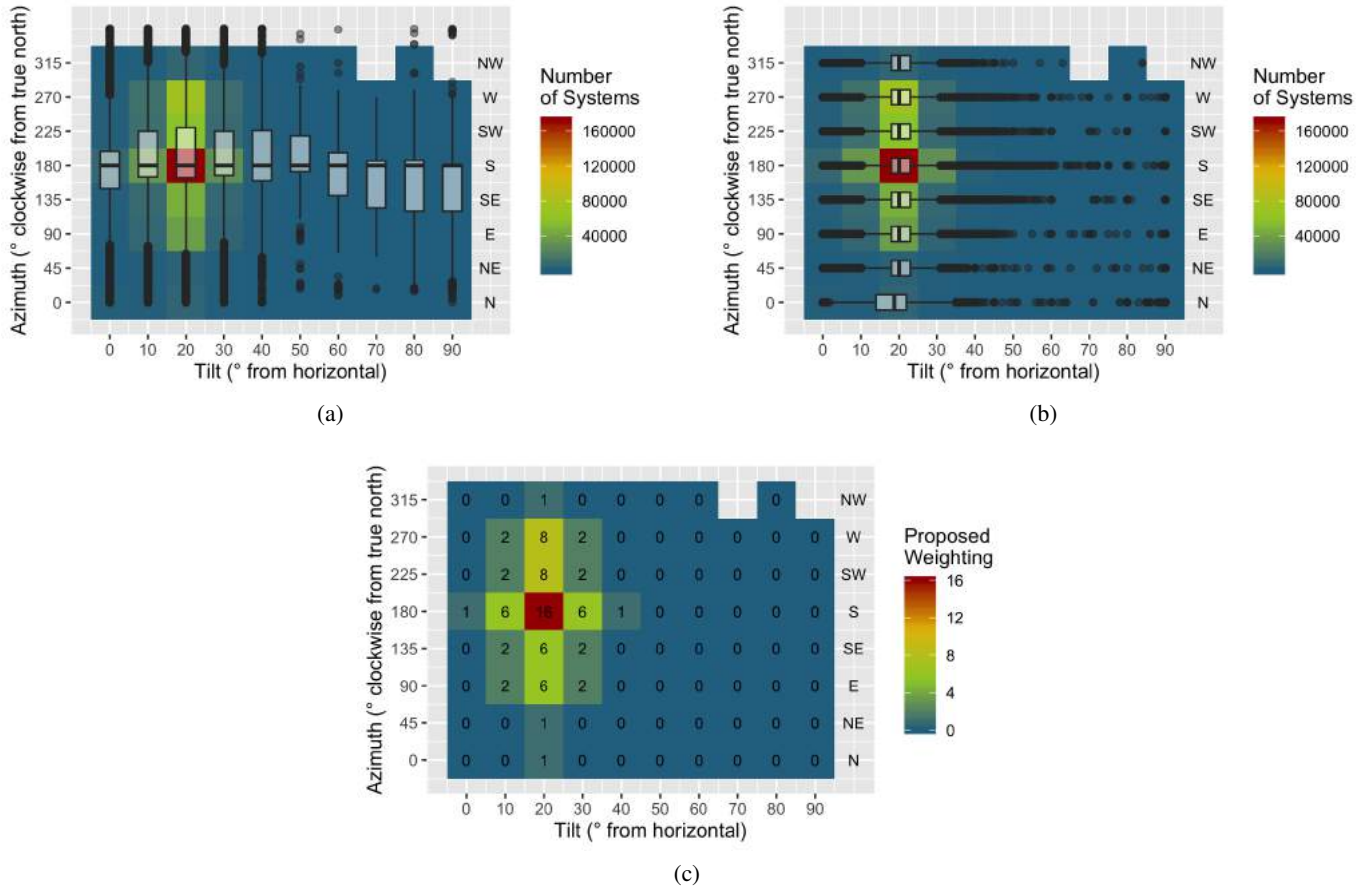 Azimuth (° clockwise from true north)
315
270
225
180
135
90
45
0
NW
W
SW
S
SE
E
NE
N
0 10 20 30 40 50 60 70 80 90
Tilt (° from horizontal)
Number
of Systems
160000
120000
80000
40000
(a)
Azimuth (° clockwise from true north)
315
270
225
180
135
90
45
0
NW
W
SW
S
SE
E
NE
N
0 10 20 30 40 50 60 70 80 90
Tilt (° from horizontal)
Number
of Systems
160000
120000
80000
40000
(b)
Azimuth (° clockwise from true north)
315 0 0 1 0 0 0 0 0 NW
270 0 2 8 2 0 0 0 0 0 0 W
225 0 2 8 2 0 0 0 0 0 0 SW
180 1 6 16 6 1 0 0 0 0 0 S
135 0 2 6 2 0 0 0 0 0 0 SE
90 0 2 6 2 0 0 0 0 0 0 E
45 0 0 1 0 0 0 0 0 0 0 NE
0 0 0 1 0 0 0 0 0 0 0 N
0 10 20 30 40 50 60 70 80 90
Tilt (° from horizontal)
Proposed
Weighting
16
12
8
4
0
(c)